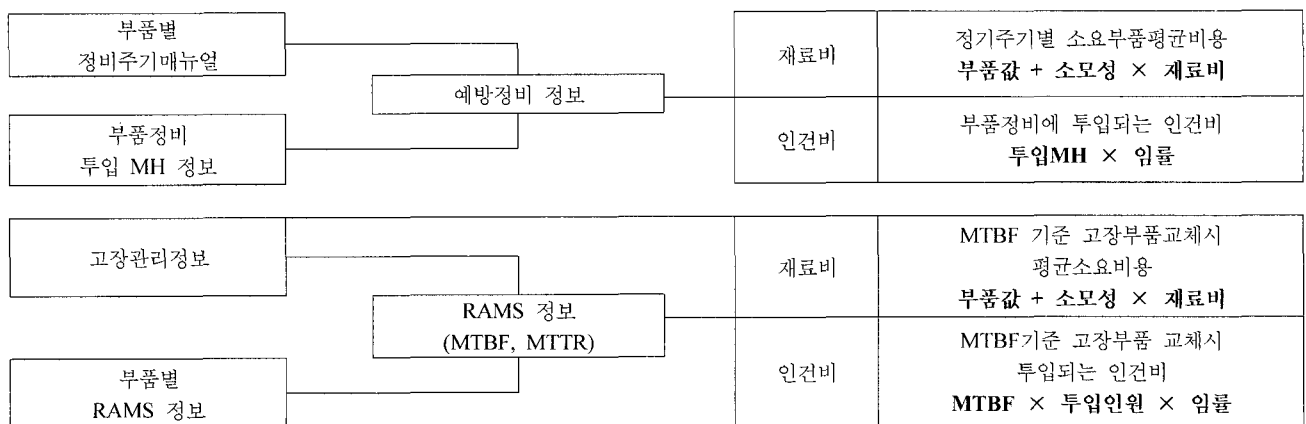 부품별
정비주기매뉴얼
예방정비 정보
부품정비
투입 MH 정보
재료비
정기주기별 소요부품평균비용
부품값 + 소모성 × 재료비
인건비
부품정비에 투입되는 인건비
투입MH × 임률
고장관리정보
RAMS 정보
(MTBF, MTTR)
부품별
RAMS 정보
재료비
MTBF 기준 고장부품교체시
평균소요비용
부품값 + 소모성 × 재료비
인건비
MTBF기준 고장부품 교체시
투입되는 인건비
MTBF × 투입인원 × 임률